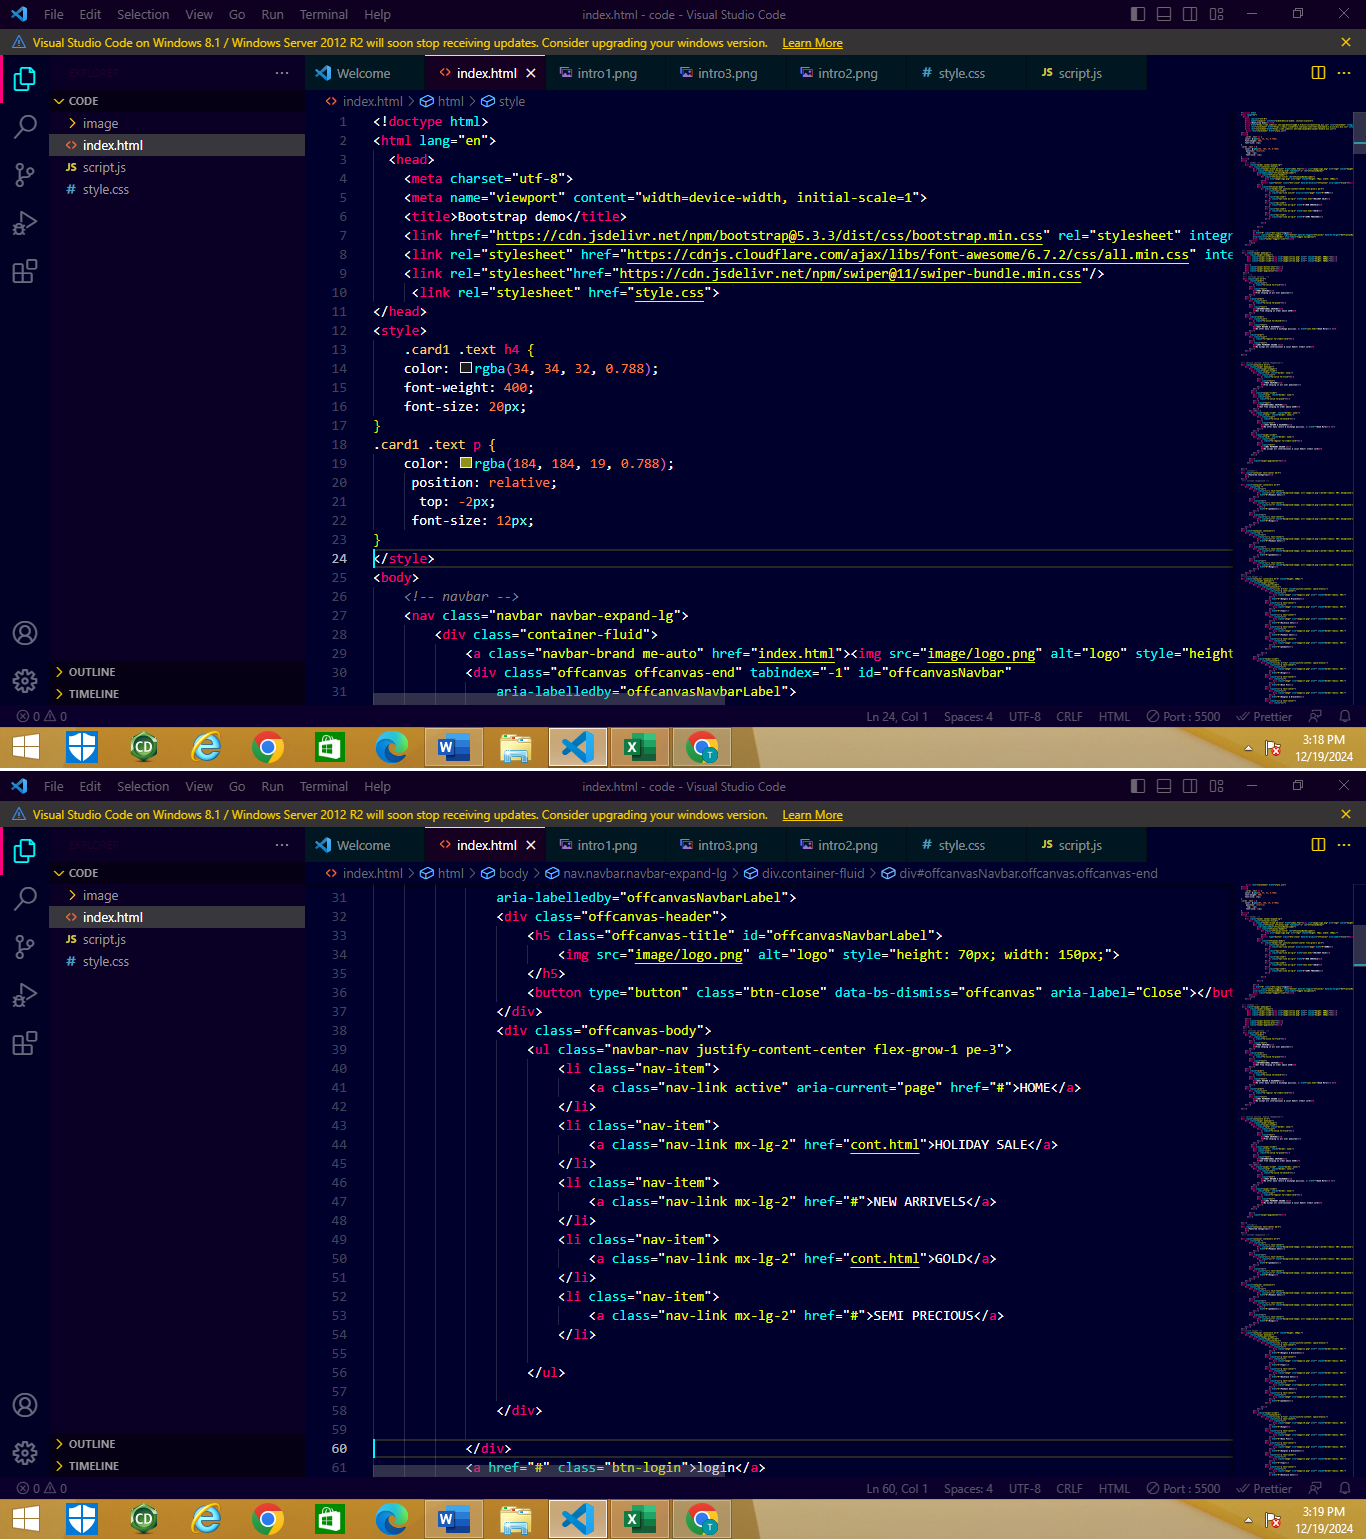 File Edit Selection View Go Run Terminal Help
index.html - code - Visual Studio Code
Visual Studio Code on Windows 8.1 / Windows Server 2012 R2 will soon stop receiving updates. Consider upgrading your windows version. Learn More
EXPLORER
Welcome index.html intro1.png intro3.png intro2.png # style.css JS script.js
CODE
image
<> index.html
JS script.js
# style.css
<> index.html > html > style
1 <!doctype html>
2 <html lang="en">
3 <head>
4 <meta charset="utf-8">
5 <meta name="viewport" content="width=device-width, initial-scale=1">
6 <title>Bootstrap demo</title>
7 <link href="https://cdn.jsdelivr.net/npm/bootstrap@5.3.3/dist/css/bootstrap.min.css" rel="stylesheet" integr
8 <link rel="stylesheet" href="https://cdnjs.cloudflare.com/ajax/libs/font-awesome/6.7.2/css/all.min.css" inte
9 <link rel="stylesheet"href="https://cdn.jsdelivr.net/npm/swiper@11/swiper-bundle.min.css"/>
10 <link rel="stylesheet" href="style.css">
11 </head>
12 <style>
13 .card1 .text h4 {
14 color: rgba(34, 34, 32, 0.788);
15 font-weight: 400;
16 font-size: 20px;
17 }
18 .card1 .text p {
19 color: rgba(184, 184, 19, 0.788);
20 position: relative;
21 top: -2px;
22 font-size: 12px;
23 }
24 </style>
25 <body>
26 <!-- navbar -->
27 <nav class="navbar navbar-expand-lg">
28 <div class="container-fluid">
29 <a class="navbar-brand me-auto" href="index.html"><img src="image/logo.png" alt="logo" style="height
30 <div class="offcanvas offcanvas-end" tabindex="-1" id="offcanvasNavbar"
31 aria-labelledby="offcanvasNavbarLabel">
OUTLINE
TIMELINE
0 0 Ln 24, Col 1 Spaces: 4 UTF-8 CRLF HTML Port : 5500 Prettier
3:18 PM
12/19/2024
File Edit Selection View Go Run Terminal Help
index.html - code - Visual Studio Code
Visual Studio Code on Windows 8.1 / Windows Server 2012 R2 will soon stop receiving updates. Consider upgrading your windows version. Learn More
EXPLORER
Welcome index.html intro1.png intro3.png intro2.png # style.css JS script.js
CODE
image
<> index.html
JS script.js
# style.css
<> index.html > html > body > nav.navbar.navbar-expand-lg > div.container-fluid > div#offcanvasNavbar.offcanvas.offcanvas-end
31 aria-labelledby="offcanvasNavbarLabel">
32 <div class="offcanvas-header">
33 <h5 class="offcanvas-title" id="offcanvasNavbarLabel">
34 <img src="image/logo.png" alt="logo" style="height: 70px; width: 150px;">
35 </h5>
36 <button type="button" class="btn-close" data-bs-dismiss="offcanvas" aria-label="Close"></but
37 </div>
38 <div class="offcanvas-body">
39 <ul class="navbar-nav justify-content-center flex-grow-1 pe-3">
40 <li class="nav-item">
41 <a class="nav-link active" aria-current="page" href="#">HOME</a>
42 </li>
43 <li class="nav-item">
44 <a class="nav-link mx-lg-2" href="cont.html">HOLIDAY SALE</a>
45 </li>
46 <li class="nav-item">
47 <a class="nav-link mx-lg-2" href="#">NEW ARRIVELS</a>
48 </li>
49 <li class="nav-item">
50 <a class="nav-link mx-lg-2" href="cont.html">GOLD</a>
51 </li>
52 <li class="nav-item">
53 <a class="nav-link mx-lg-2" href="#">SEMI PRECIOUS</a>
54 </li>
55
56 </ul>
57
58 </div>
59
60 </div>
61 <a href="#" class="btn-login">login</a>
OUTLINE
TIMELINE
0 0 Ln 60, Col 1 Spaces: 4 UTF-8 CRLF HTML Port : 5500 Prettier
3:19 PM
12/19/2024